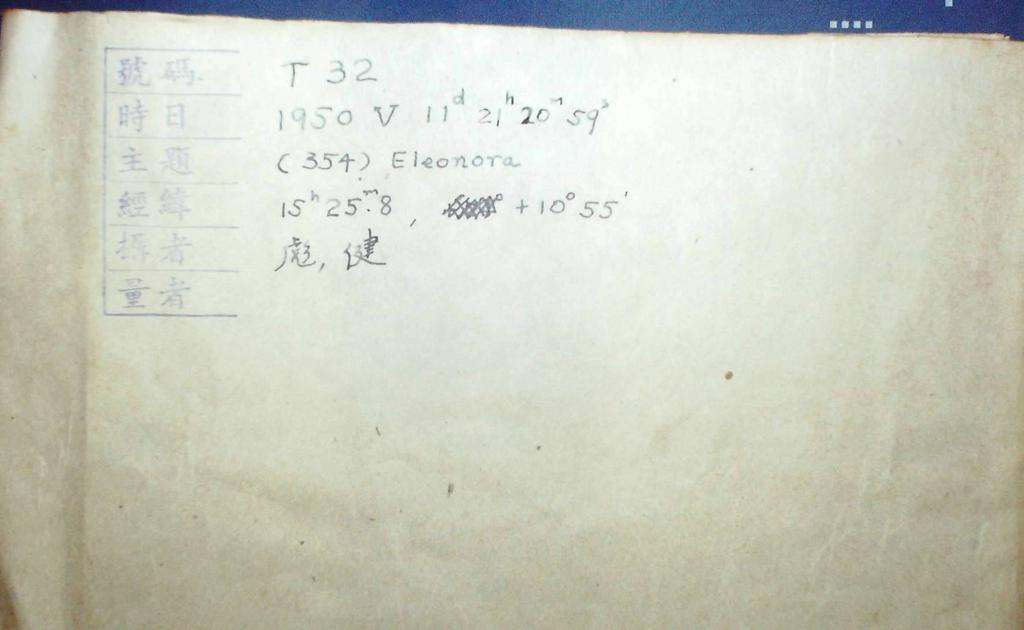 號碼 T 32
時日 1950 V 11ᵈ 21ʰ 20ᵐ 59ˢ
主題 (354) Eleonora
經緯 15ʰ 25ᵐ.8 , +10° 55'
攝者 彪, 健
量者